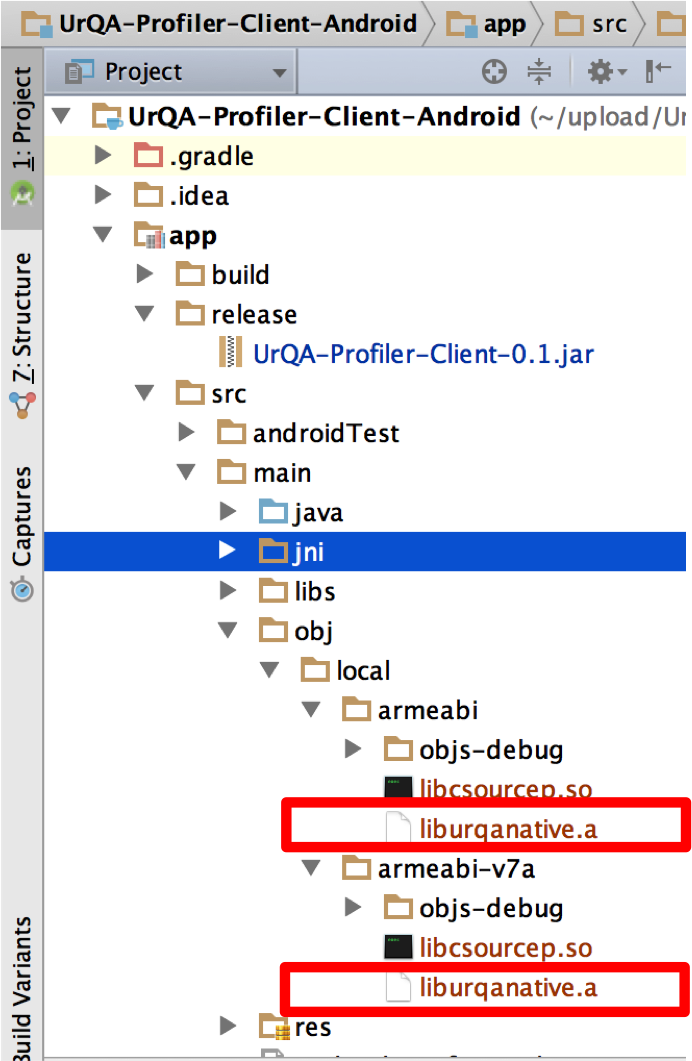 UrQA-Profiler-Client-Android app src
1: Project
Project
UrQA-Profiler-Client-Android (~/upload/Ur
.gradle
.idea
app
build
release
UrQA-Profiler-Client-0.1.jar
src
androidTest
main
java
jni
libs
obj
local
armeabi
objs-debug
libcsourcep.so
liburqanative.a
armeabi-v7a
objs-debug
libcsourcep.so
liburqanative.a
res
Z: Structure
Captures
Build Variants